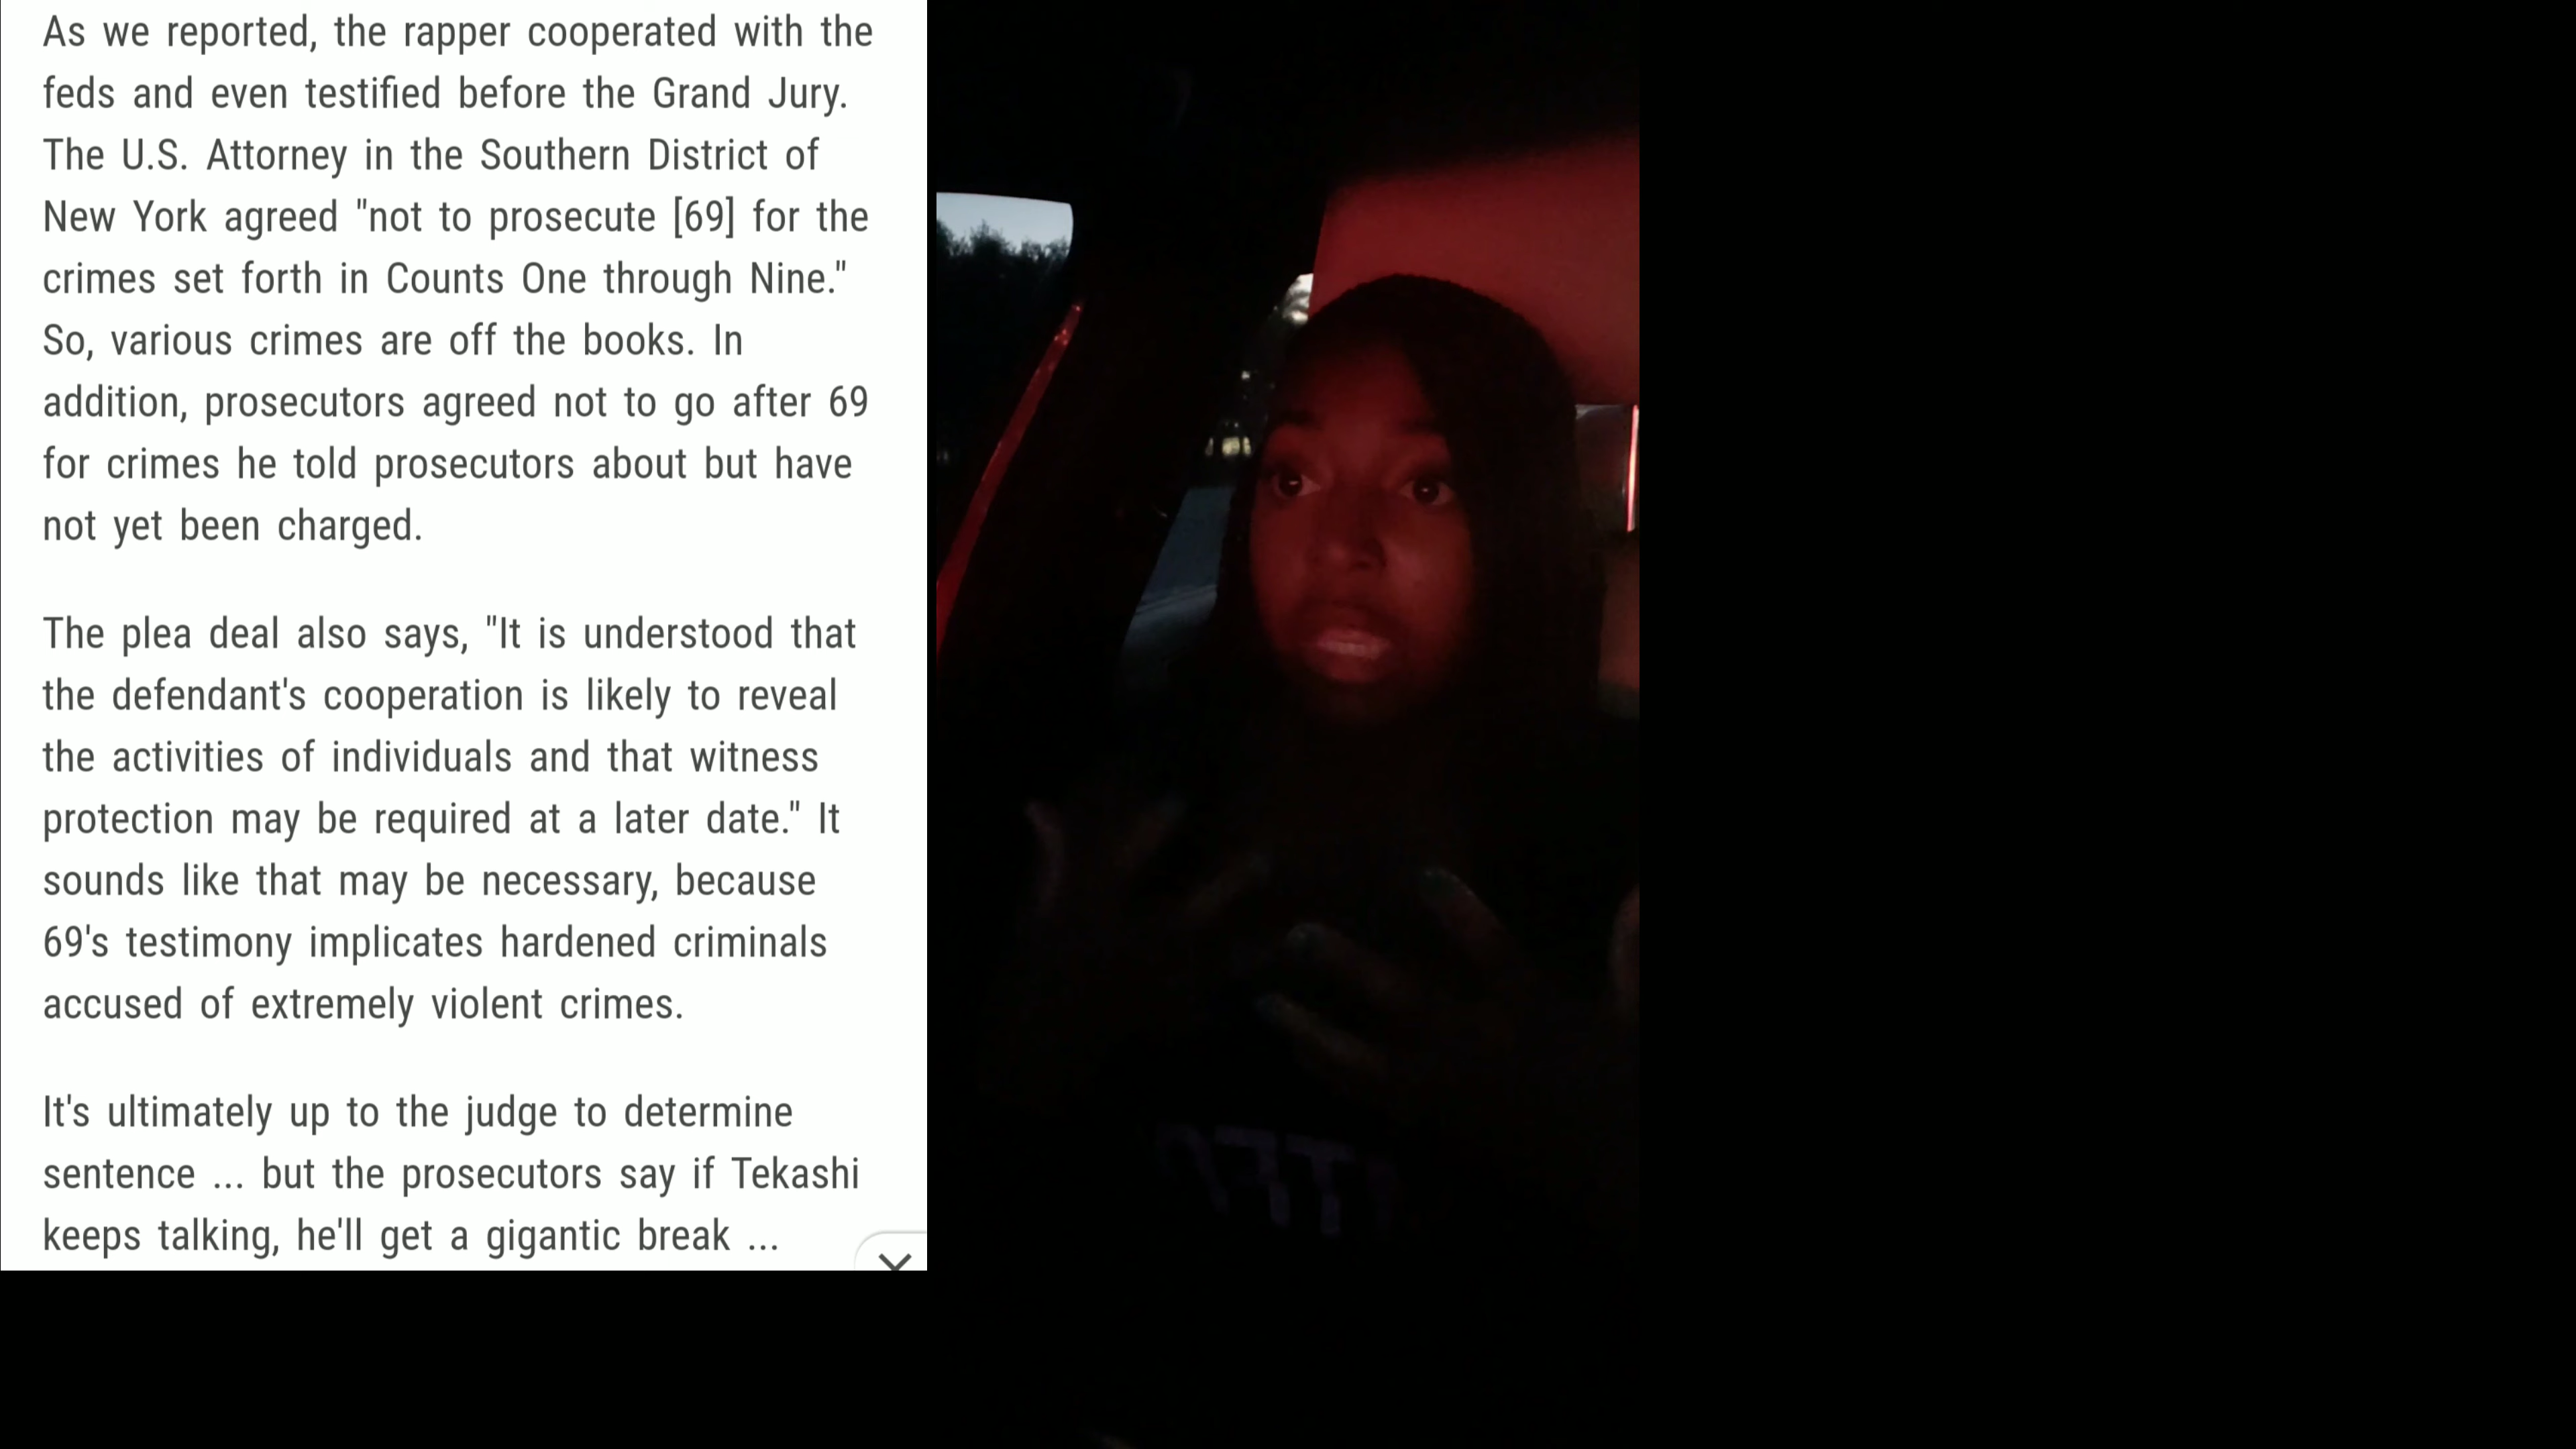 As we reported, the rapper cooperated with the
feds and even testified before the Grand Jury.
The U.S. Attorney in the Southern District of
New York agreed "not to prosecute [69] for the
crimes set forth in Counts One through Nine."
So, various crimes are off the books. In
addition, prosecutors agreed not to go after 69
for crimes he told prosecutors about but have
not yet been charged.
The plea deal also says, "It is understood that
the defendant's cooperation is likely to reveal
the activities of individuals and that witness
protection may be required at a later date." It
sounds like that may be necessary, because
69's testimony implicates hardened criminals
accused of extremely violent crimes.
It's ultimately up to the judge to determine
sentence ... but the prosecutors say if Tekashi
keeps talking, he'll get a gigantic break ...